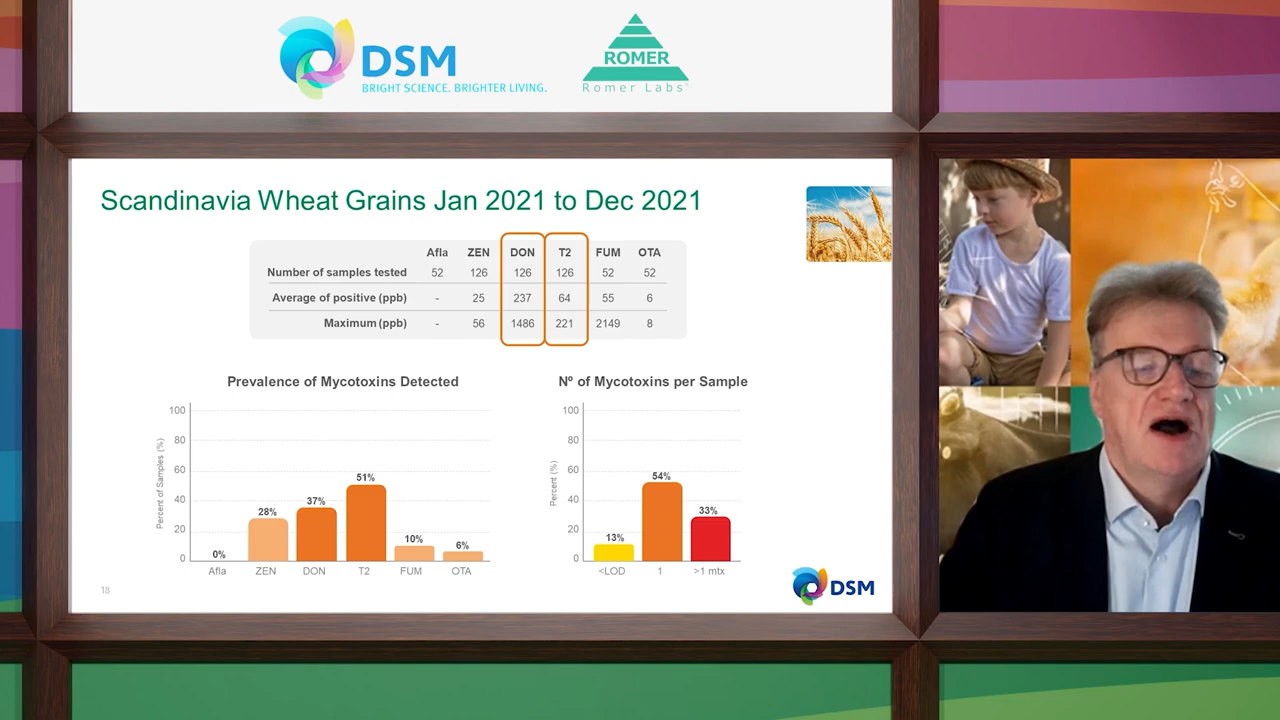 DSM
BRIGHT SCIENCE. BRIGHTER LIVING.
ROMER
Romer Labs
Scandinavia Wheat Grains Jan 2021 to Dec 2021
Afla ZEN DON T2 FUM OTA
Number of samples tested 52 126 126 126 52 52
Average of positive (ppb) - 25 237 64 55 6
Maximum (ppb) - 56 1486 221 2149 8
Prevalence of Mycotoxins Detected
Percent of Samples (%)
100
80
60
40
20
0
0%
28%
37%
51%
10%
6%
Afla ZEN DON T2 FUM OTA
Nº of Mycotoxins per Sample
Percent (%)
100
80
60
40
20
0
13%
54%
33%
<LOD 1 >1 mtx
18
DSM